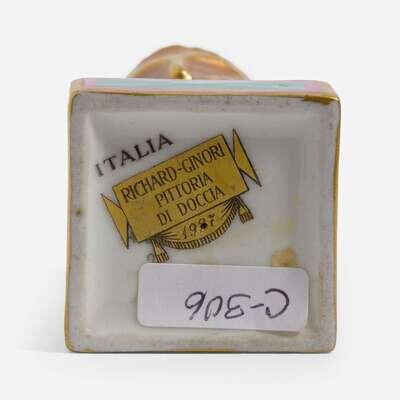 ITALIA
RICHARD-GINORI
PITTORIA
DI DOCCIA
1927
C-306